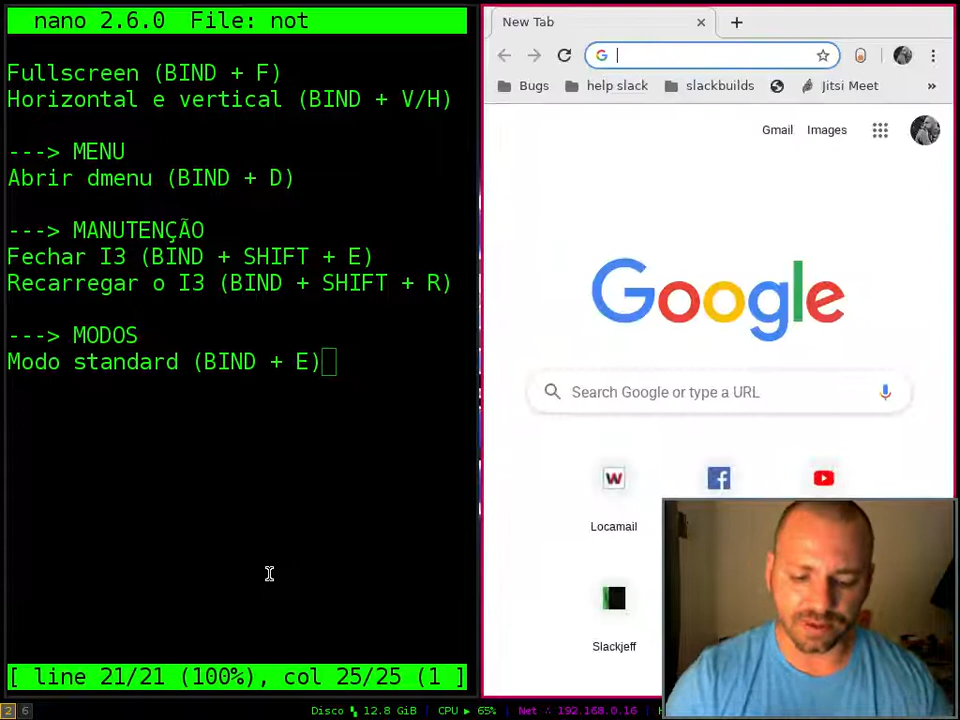 nano 2.6.0  File: not
Fullscreen (BIND + F)
Horizontal e vertical (BIND + V/H)
---> MENU
Abrir dmenu (BIND + D)
---> MANUTENÇÃO
Fechar I3 (BIND + SHIFT + E)
Recarregar o I3 (BIND + SHIFT + R)
---> MODOS
Modo standard (BIND + E)
[ line 21/21 (100%), col 25/25 (1 ]
New Tab
Bugs help slack slackbuilds Jitsi Meet »
Gmail Images
Google
Search Google or type a URL
Locamail
Slackjeff
2 6 Disco 12.8 GiB | CPU ▶ 65% | Net ∴ 192.168.0.16 |